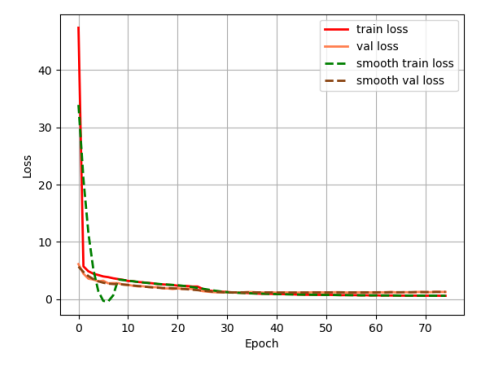 train loss
val loss
smooth train loss
smooth val loss
Loss
40
30
20
10
0
0 10 20 30 40 50 60 70
Epoch